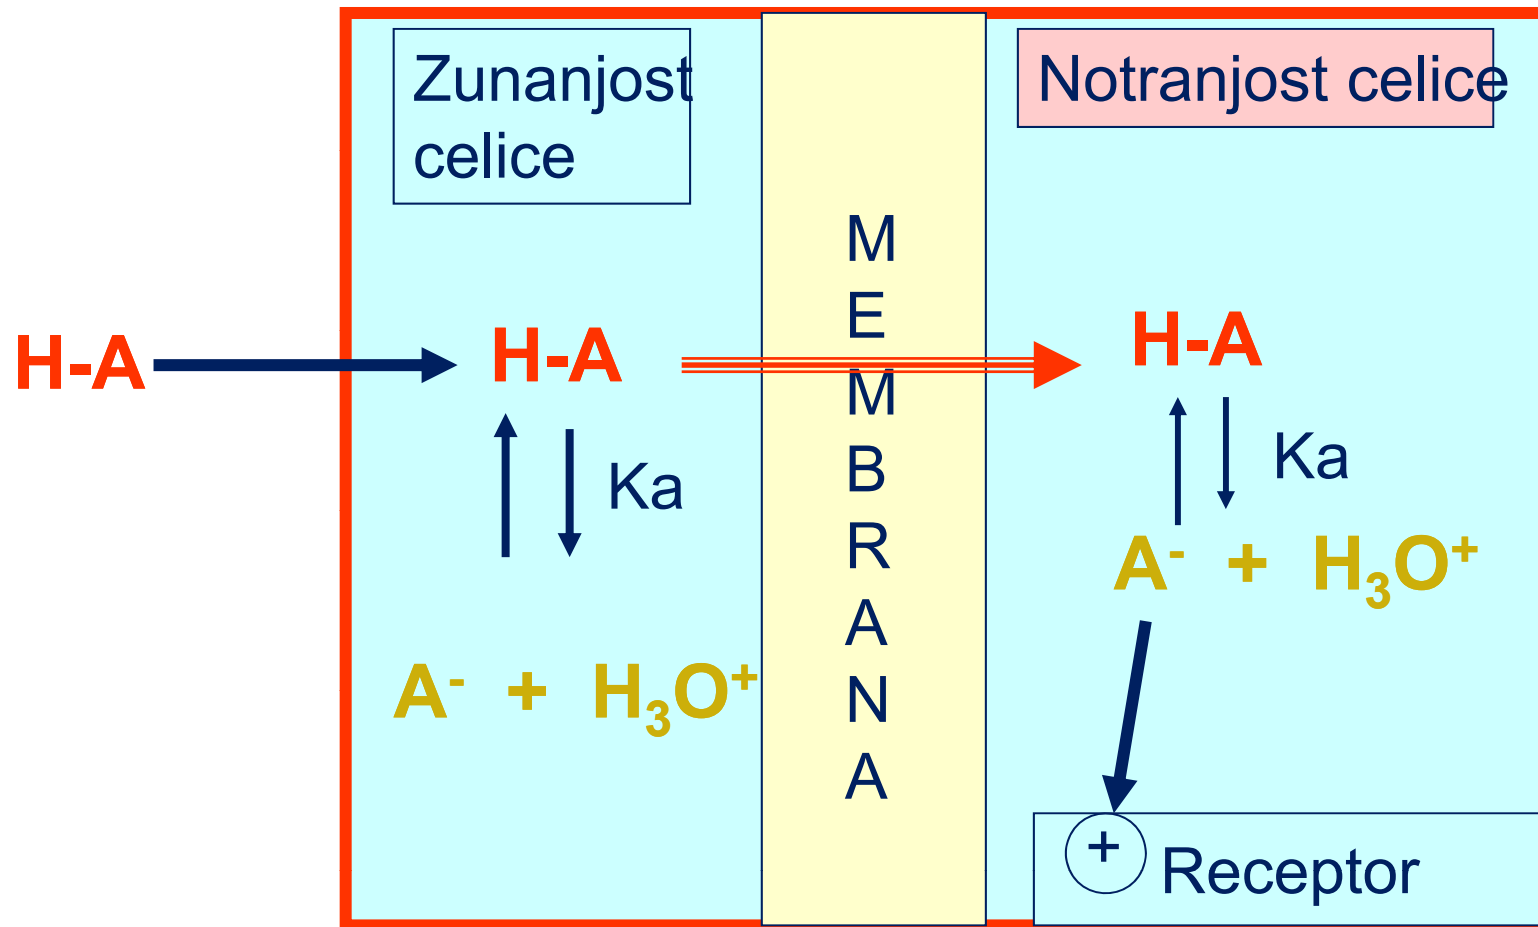 Zunanjost
celice
Notranjost celice
M
E
M
B
R
A
N
A
H-A
H-A
H-A
Ka
Ka
A⁻ + H₃O⁺
A⁻ + H₃O⁺
+
Receptor